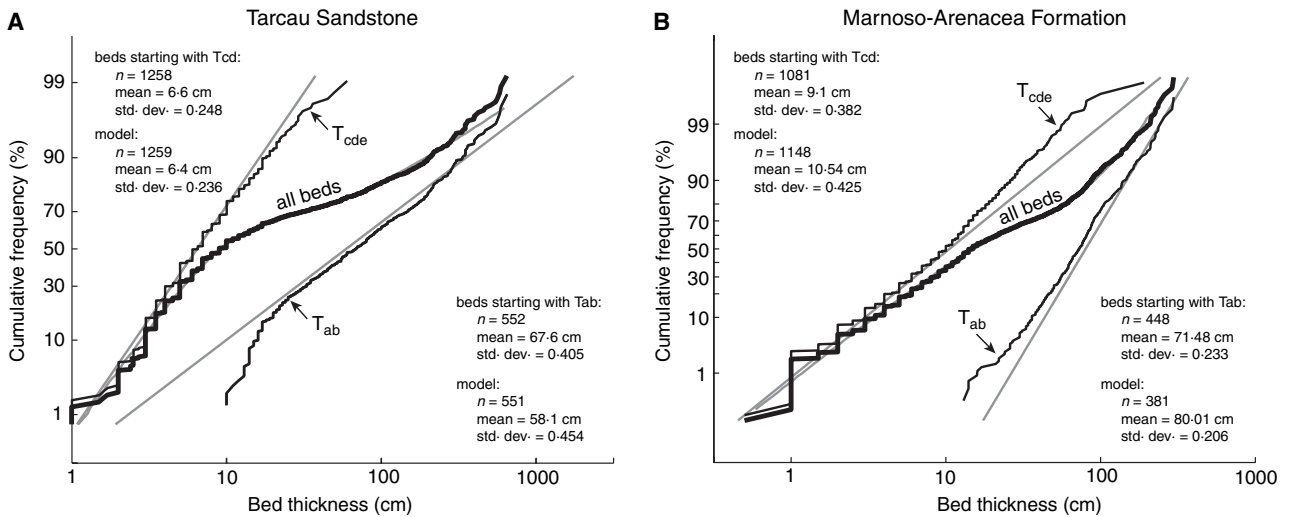 A
Tarcau Sandstone
beds starting with Tcd:
n = 1258
mean = 6·6 cm
std· dev· = 0·248
model:
n = 1259
mean = 6·4 cm
std· dev· = 0·236
Tcde
all beds
Tab
beds starting with Tab:
n = 552
mean = 67·6 cm
std· dev· = 0·405
model:
n = 551
mean = 58·1 cm
std· dev· = 0·454
Cumulative frequency (%)
99
90
70
50
30
10
1
1 10 100 1000
Bed thickness (cm)
B
Marnoso-Arenacea Formation
beds starting with Tcd:
n = 1081
mean = 9·1 cm
std· dev· = 0·382
model:
n = 1148
mean = 10·54 cm
std· dev· = 0·425
Tcde
all beds
Tab
beds starting with Tab:
n = 448
mean = 71·48 cm
std· dev· = 0·233
model:
n = 381
mean = 80·01 cm
std· dev· = 0·206
Cumulative frequency (%)
99
90
70
50
30
10
1
1 10 100 1000
Bed thickness (cm)